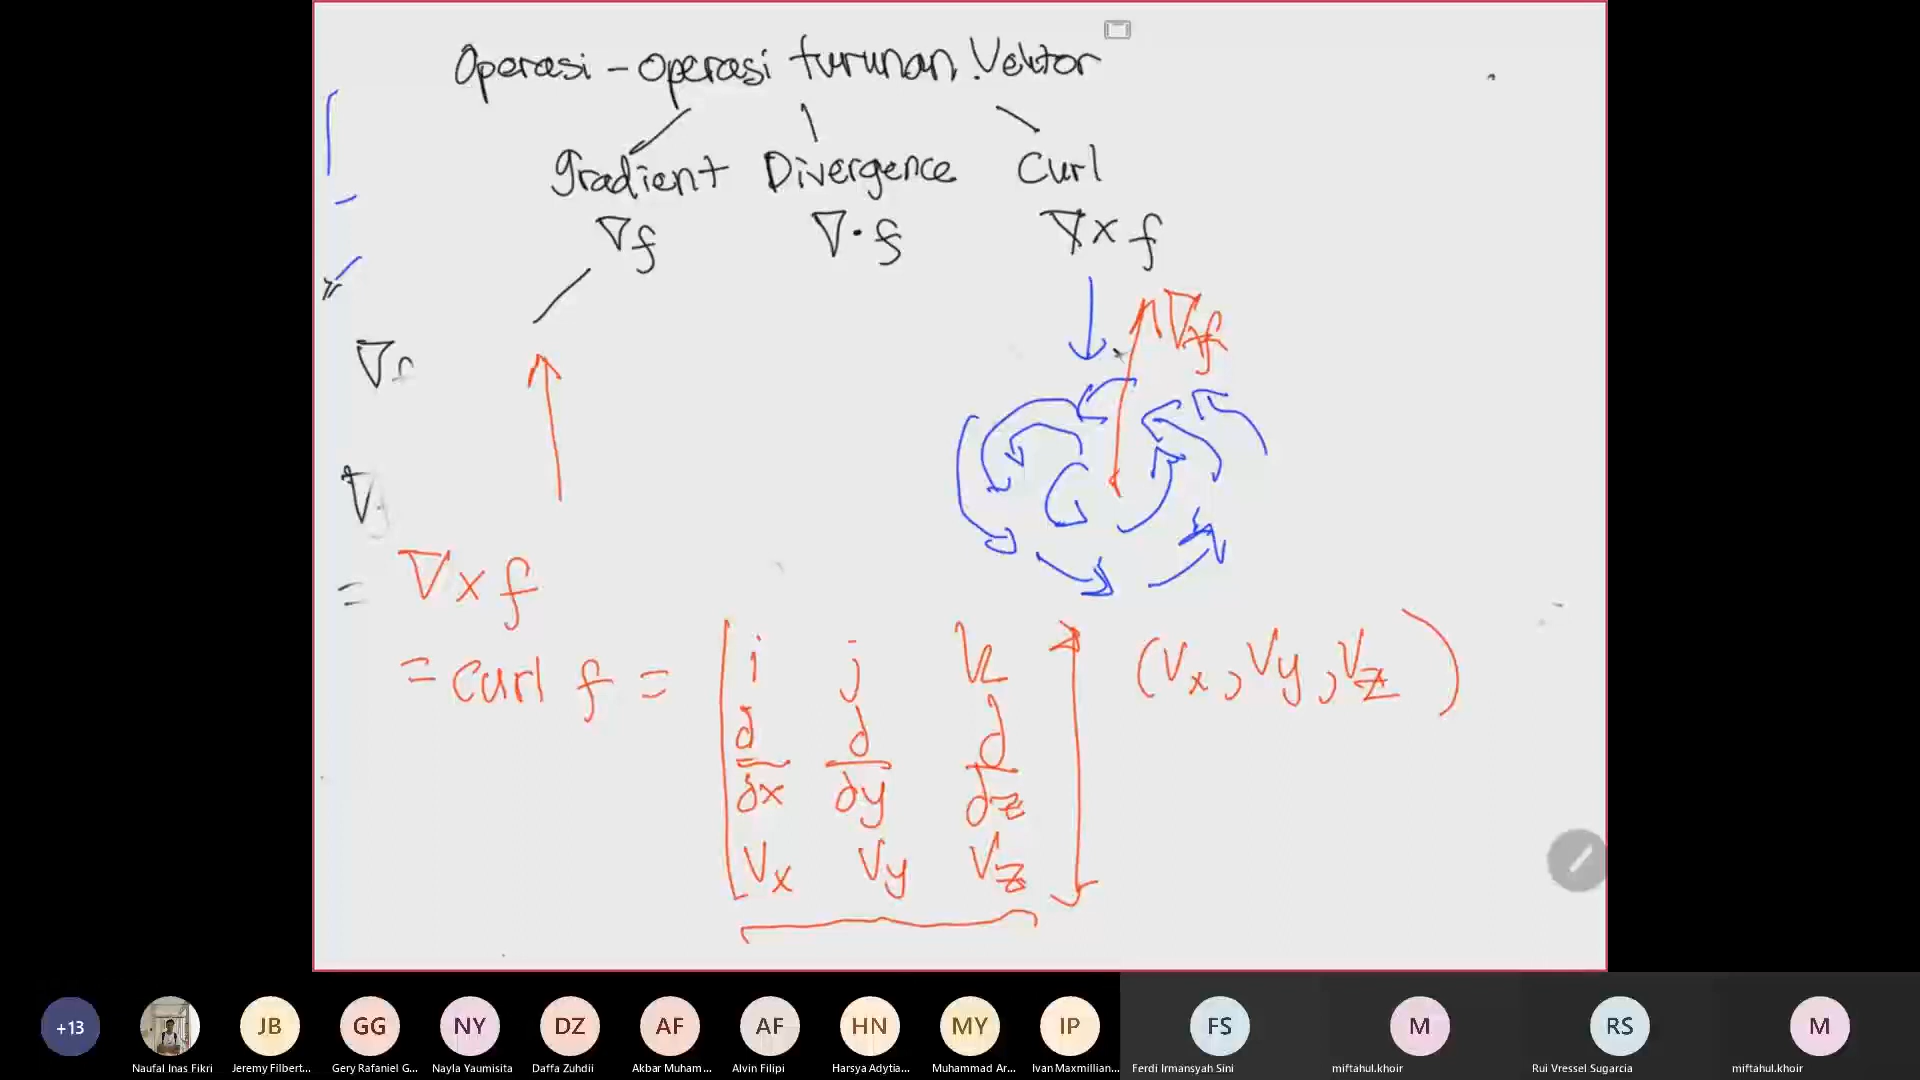 Operasi - operasi turunan Vektor
Gradient Divergence Curl
∇f ∇·f ∇×f
∇×f
∇f
∇
= ∇×f
= Curl f = | i j k | (Vx, Vy, Vz)
∂/∂x ∂/∂y ∂/∂z
Vx Vy Vz
+13 JB GG NY DZ AF AF HN MY IP FS M RS M
Naufal Inas Fikri Jeremy Filbert... Gery Rafaniel G... Nayla Yaumisita Daffa Zuhdii Akbar Muham... Alvin Filipi Harsya Adytia... Muhammad Ar... Ivan Maxmillian... Ferdi Irmansyah Sini miftahul.khoir Rui Vressel Sugarcia miftahul.khoir